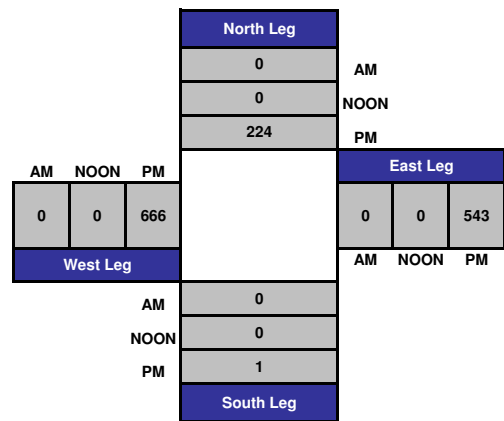 North Leg
0 AM
0 NOON
224 PM
AM NOON PM East Leg
0 0 666 0 0 543
West Leg AM NOON PM
AM 0
NOON 0
PM 1
South Leg